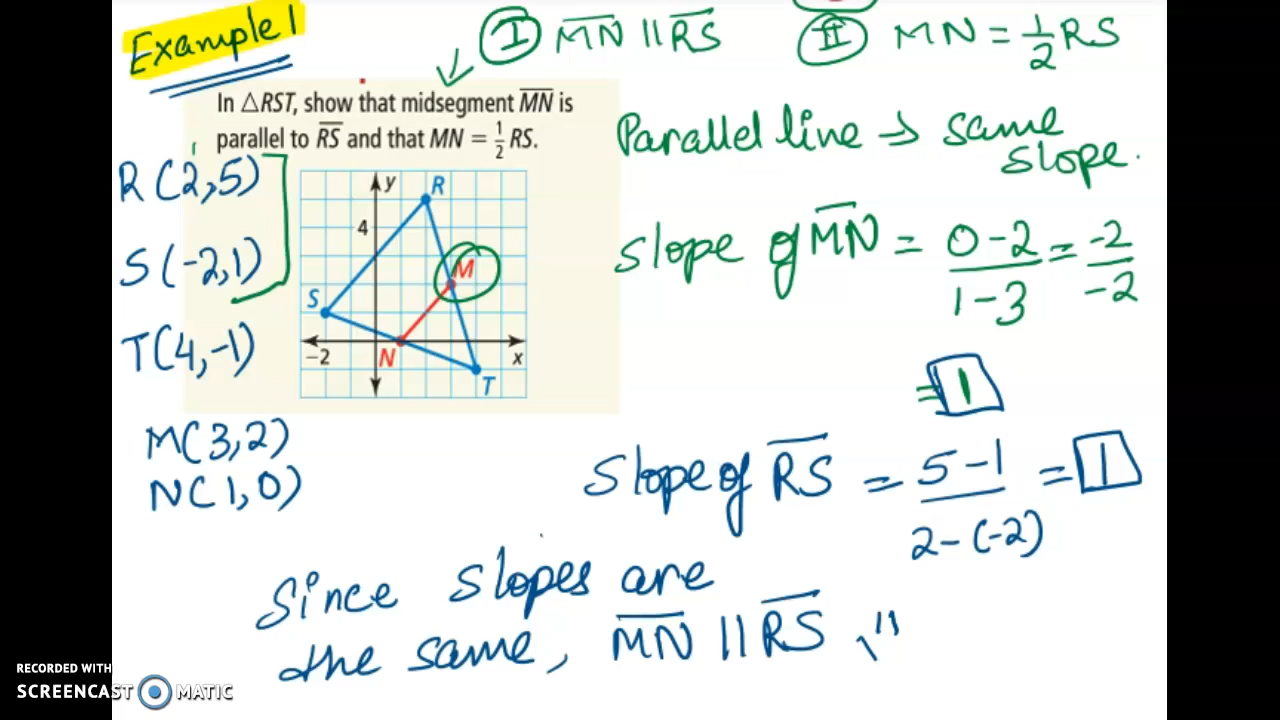 Example 1
I MN || RS
II MN = 1/2 RS
In △RST, show that midsegment MN is
parallel to RS and that MN = 1/2 RS.
R(2,5)
S(-2,1)
T(4,-1)
M(3,2)
N(1,0)
y
R
4
M
S
-2
N
x
T
Parallel line → same
slope.
Slope of MN = 0-2/1-3 = -2/-2
= 1
Slope of RS = 5-1/2-(-2) = 1
Since slopes are
the same, MN || RS
RECORDED WITH
SCREENCAST MATIC